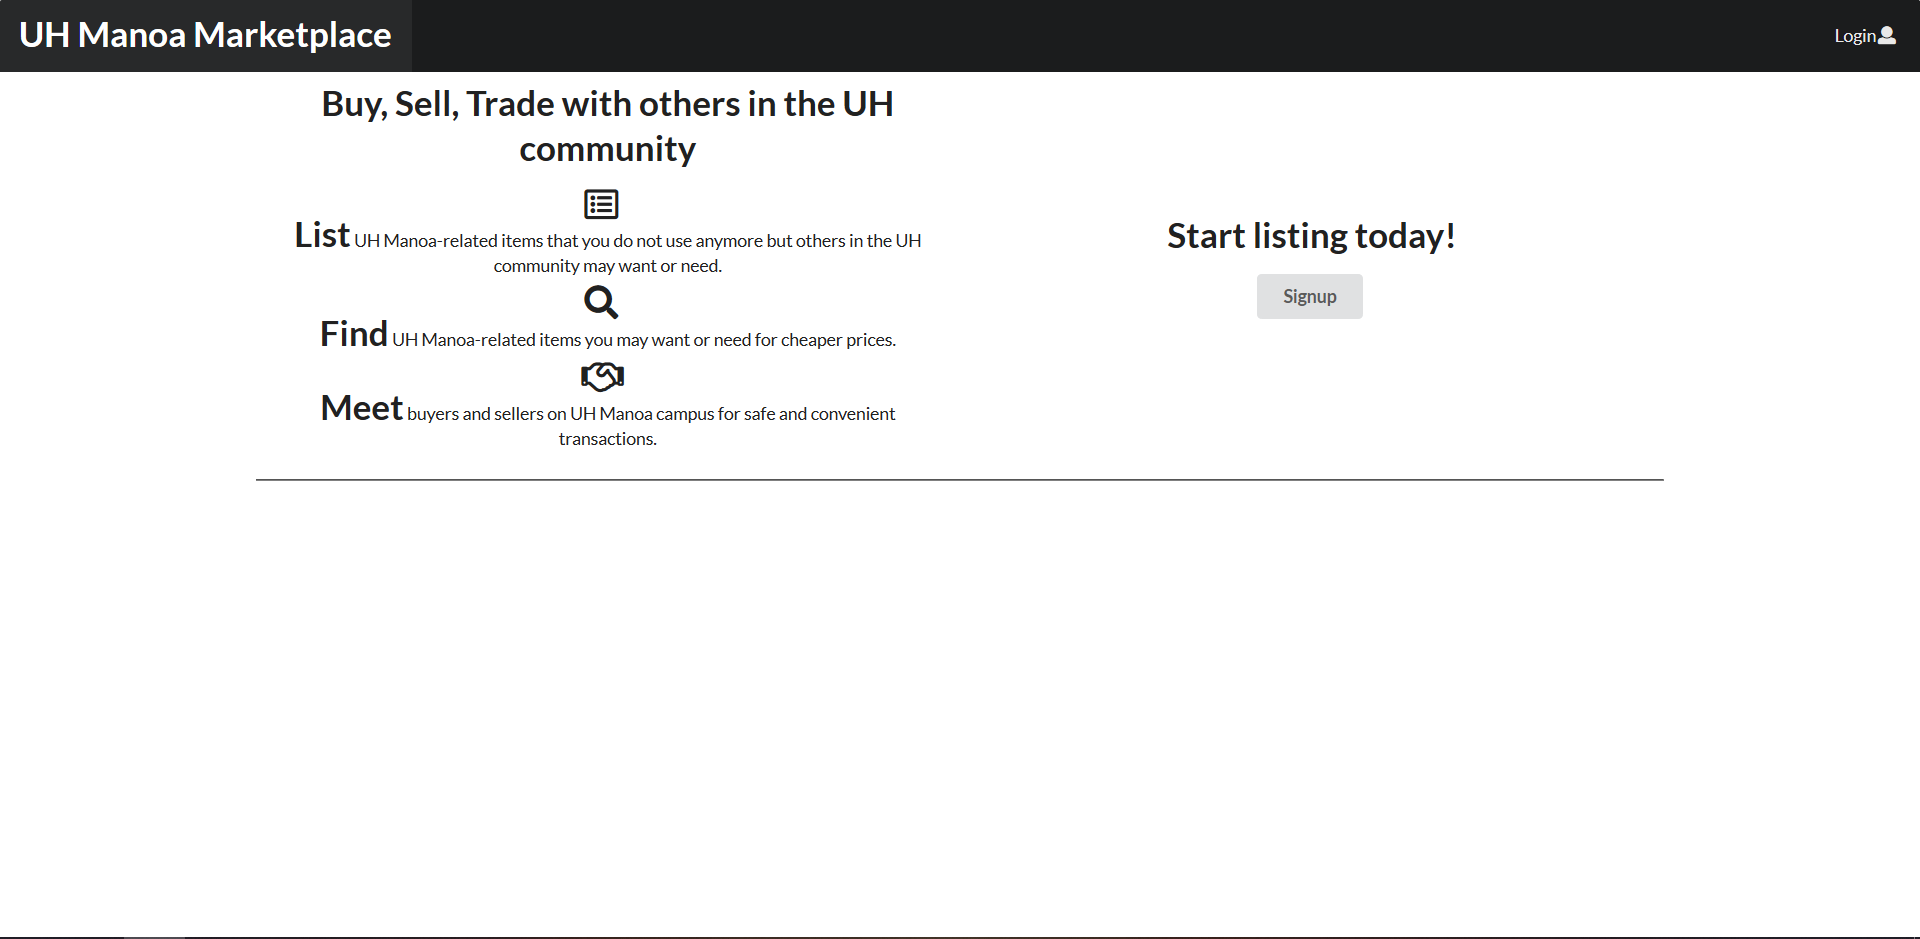 UH Manoa Marketplace
Login
Buy, Sell, Trade with others in the UH
community
List UH Manoa-related items that you do not use anymore but others in the UH
community may want or need.
Find UH Manoa-related items you may want or need for cheaper prices.
Meet buyers and sellers on UH Manoa campus for safe and convenient
transactions.
Start listing today!
Signup